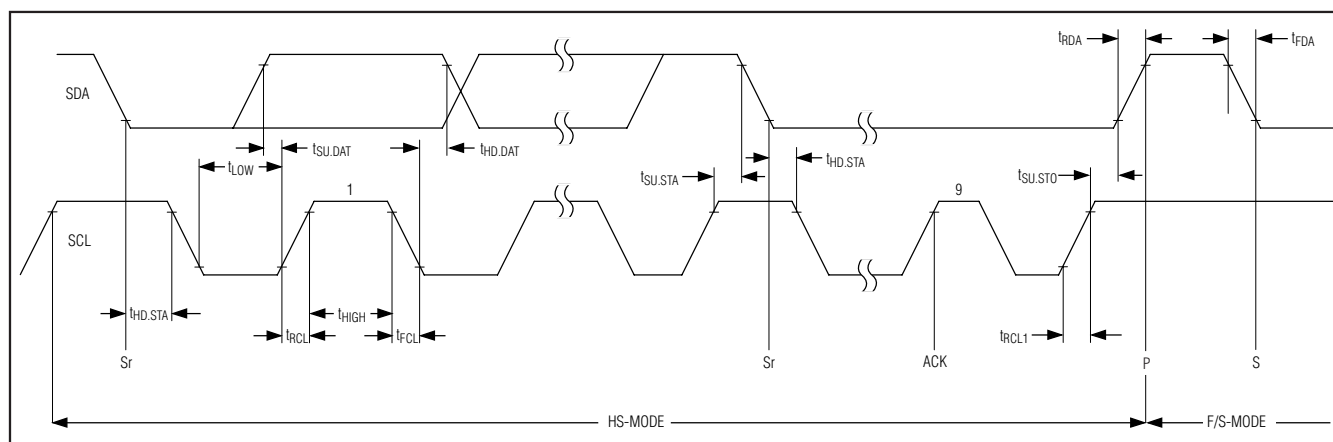 tRDA
tFDA
SDA
tSU.DAT
tHD.DAT
tLOW
tHD.STA
tSU.STA
tSU.STO
1
9
SCL
tHD.STA
tRCL
tHIGH
tFCL
tRCL1
Sr
Sr
ACK
P
S
HS-MODE
F/S-MODE